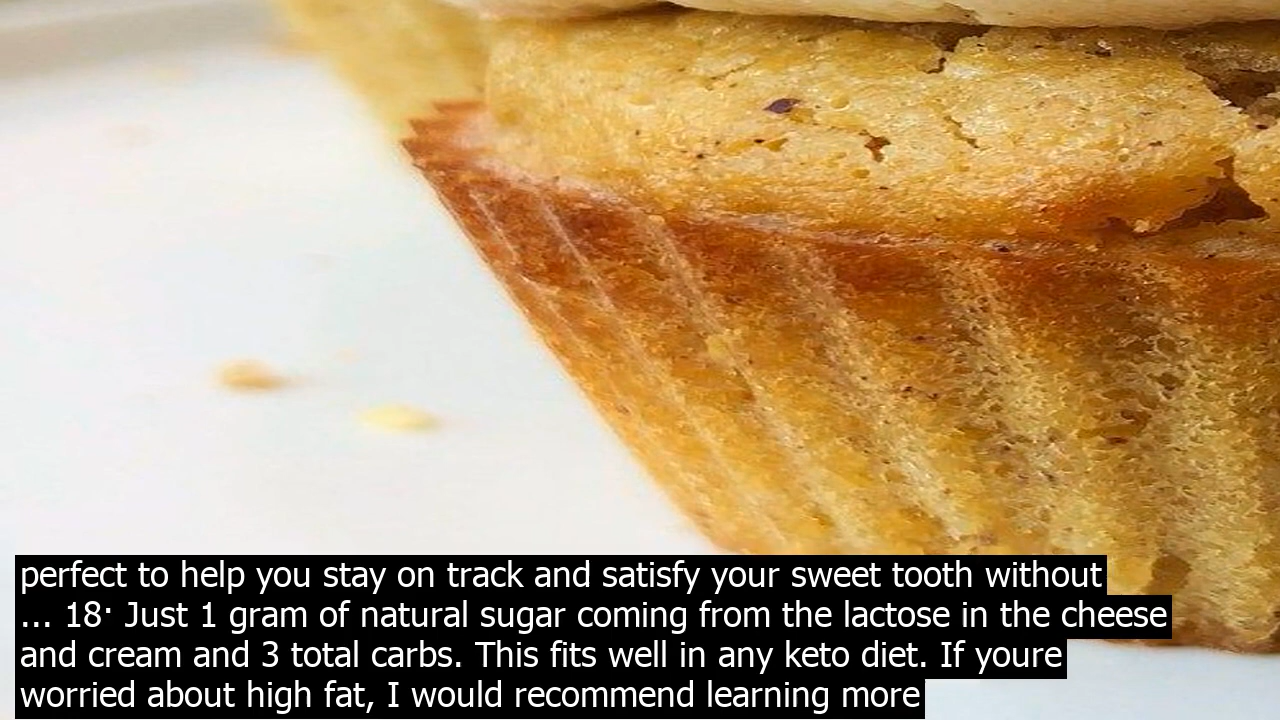 perfect to help you stay on track and satisfy your sweet tooth without
... 18· Just 1 gram of natural sugar coming from the lactose in the cheese
and cream and 3 total carbs. This fits well in any keto diet. If youre
worried about high fat, I would recommend learning more